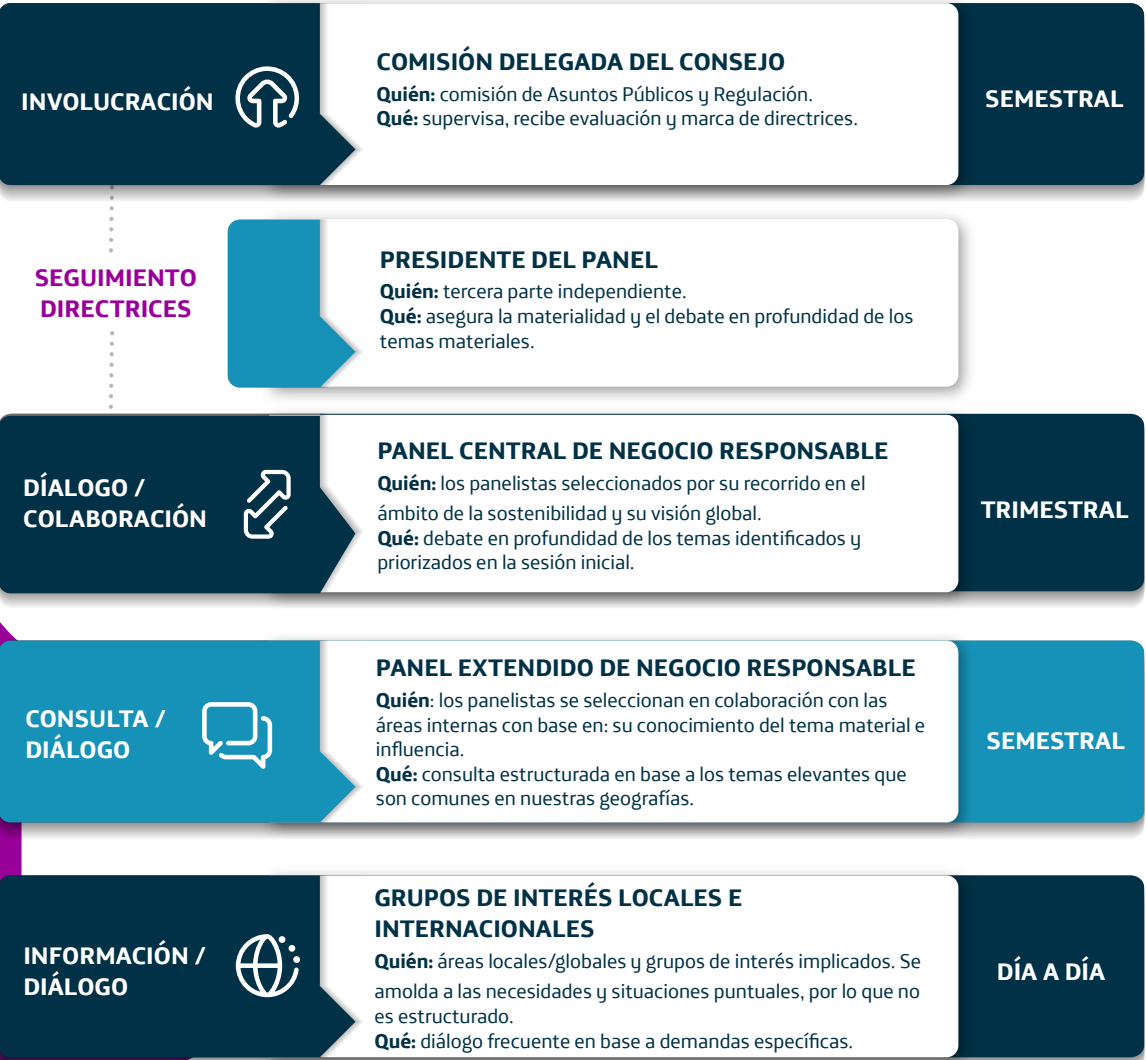 INVOLUCRACIÓN
COMISIÓN DELEGADA DEL CONSEJO
Quién: comisión de Asuntos Públicos y Regulación.
Qué: supervisa, recibe evaluación y marca de directrices.
SEMESTRAL
SEGUIMIENTO
DIRECTRICES
PRESIDENTE DEL PANEL
Quién: tercera parte independiente.
Qué: asegura la materialidad y el debate en profundidad de los
temas materiales.
DÍALOGO /
COLABORACIÓN
PANEL CENTRAL DE NEGOCIO RESPONSABLE
Quién: los panelistas seleccionados por su recorrido en el
ámbito de la sostenibilidad y su visión global.
Qué: debate en profundidad de los temas identificados y
priorizados en la sesión inicial.
TRIMESTRAL
CONSULTA /
DIÁLOGO
PANEL EXTENDIDO DE NEGOCIO RESPONSABLE
Quién: los panelistas se seleccionan en colaboración con las
áreas internas con base en: su conocimiento del tema material e
influencia.
Qué: consulta estructurada en base a los temas elevantes que
son comunes en nuestras geografías.
SEMESTRAL
INFORMACIÓN /
DIÁLOGO
GRUPOS DE INTERÉS LOCALES E
INTERNACIONALES
Quién: áreas locales/globales y grupos de interés implicados. Se
amolda a las necesidades y situaciones puntuales, por lo que no
es estructurado.
Qué: diálogo frecuente en base a demandas específicas.
DÍA A DÍA